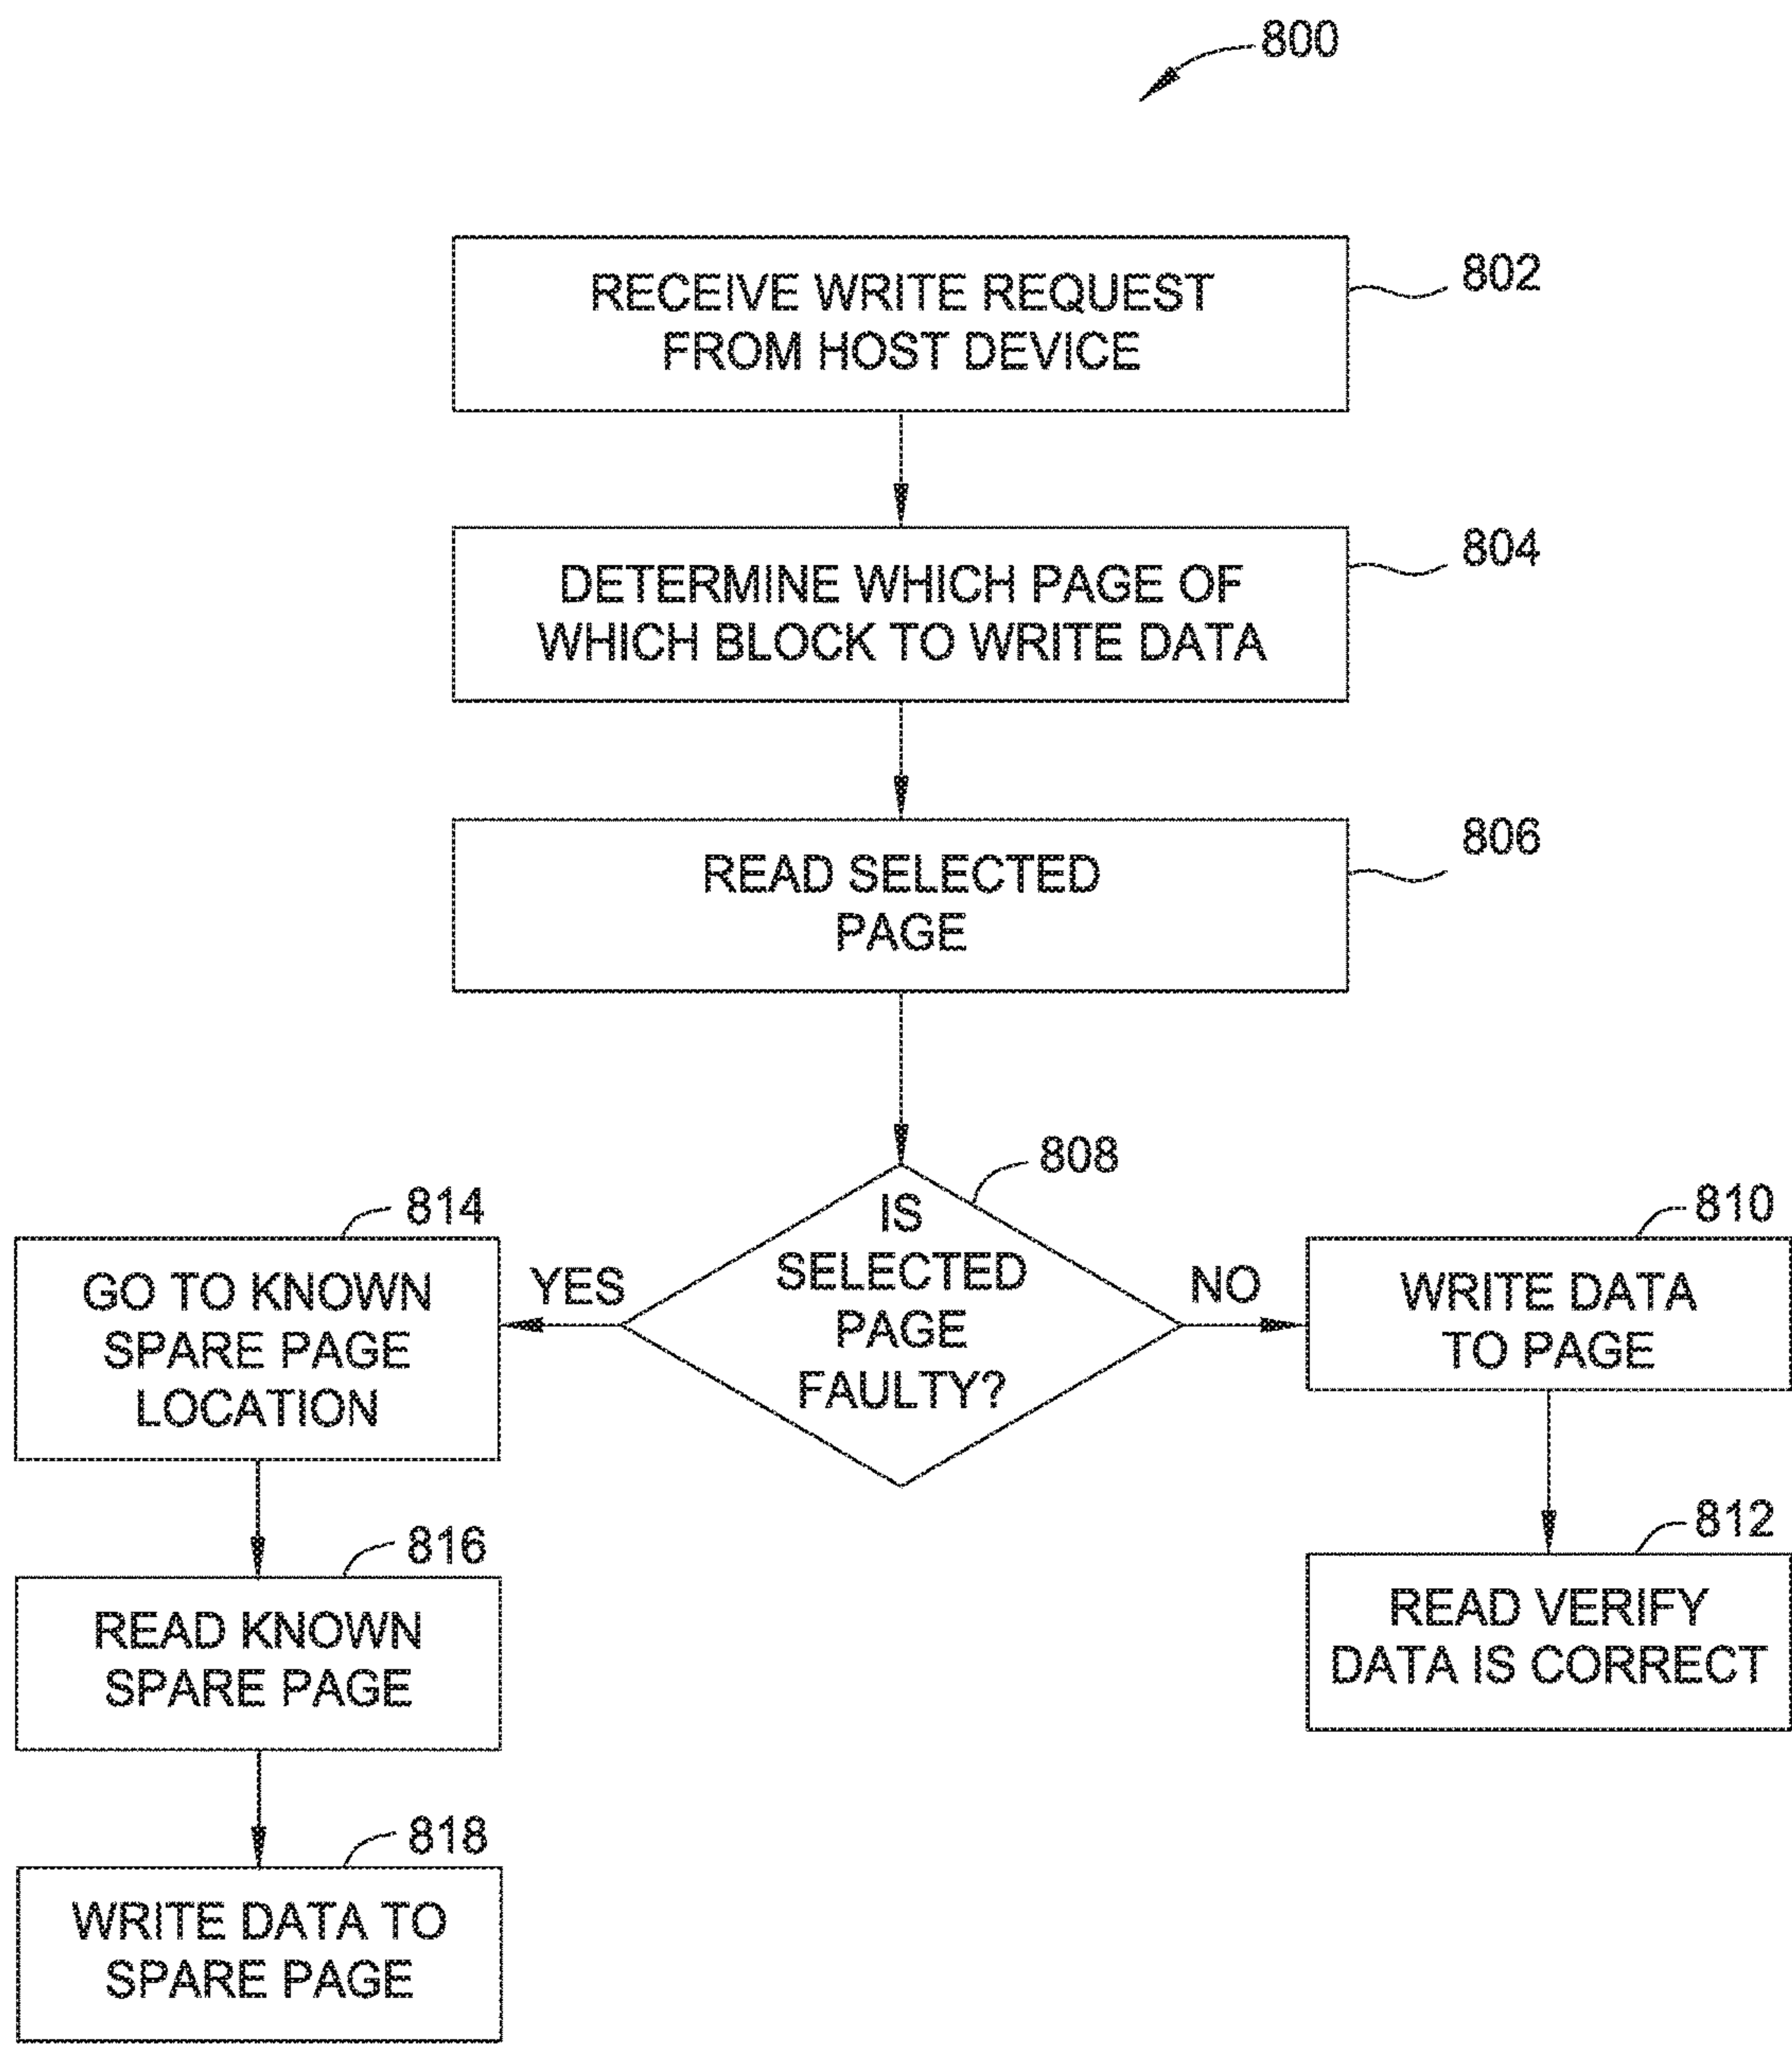 800
RECEIVE WRITE REQUEST
FROM HOST DEVICE
802
DETERMINE WHICH PAGE OF
WHICH BLOCK TO WRITE DATA
804
READ SELECTED
PAGE
806
IS
SELECTED
PAGE
FAULTY?
808
YES
NO
814
GO TO KNOWN
SPARE PAGE
LOCATION
816
READ KNOWN
SPARE PAGE
818
WRITE DATA TO
SPARE PAGE
810
WRITE DATA
TO PAGE
812
READ VERIFY
DATA IS CORRECT